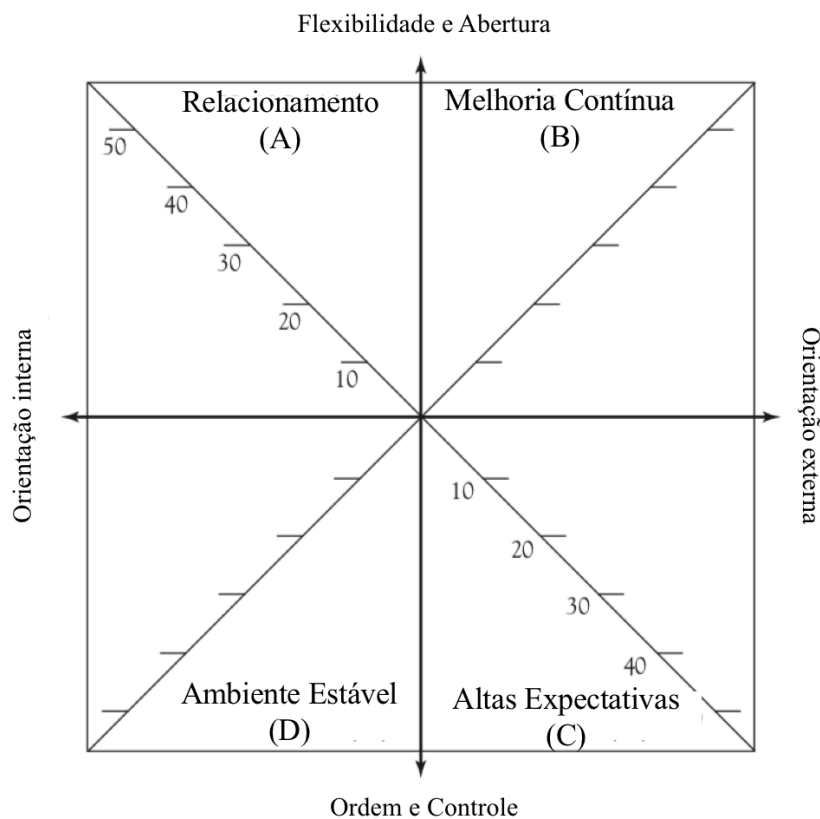 Flexibilidade e Abertura
Relacionamento
(A)
Melhoria Contínua
(B)
50
40
30
20
10
Orientação interna
Orientação externa
10
20
30
40
Ambiente Estável
(D)
Altas Expectativas
(C)
Ordem e Controle